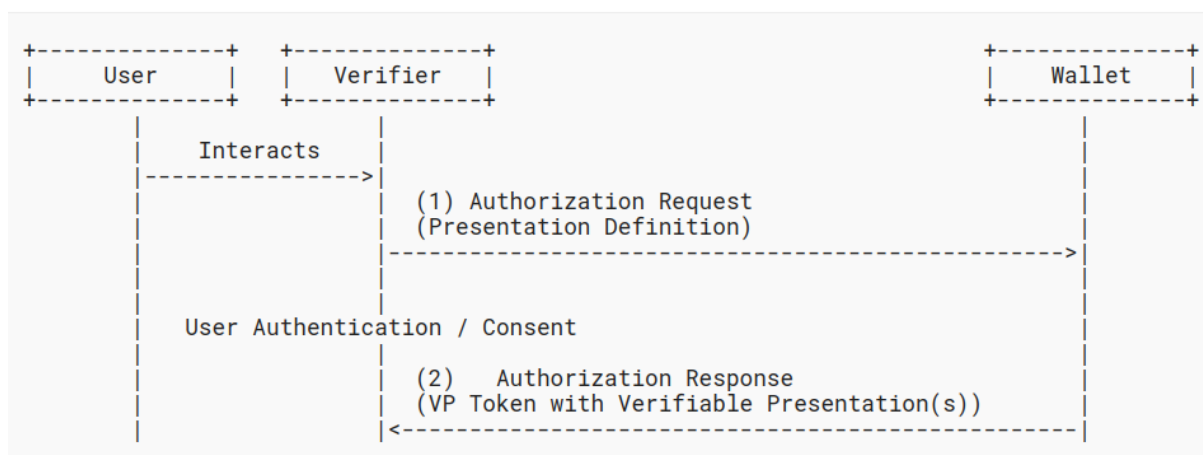 User Verifier Wallet
Interacts
(1) Authorization Request
(Presentation Definition)
User Authentication / Consent
(2) Authorization Response
(VP Token with Verifiable Presentation(s))